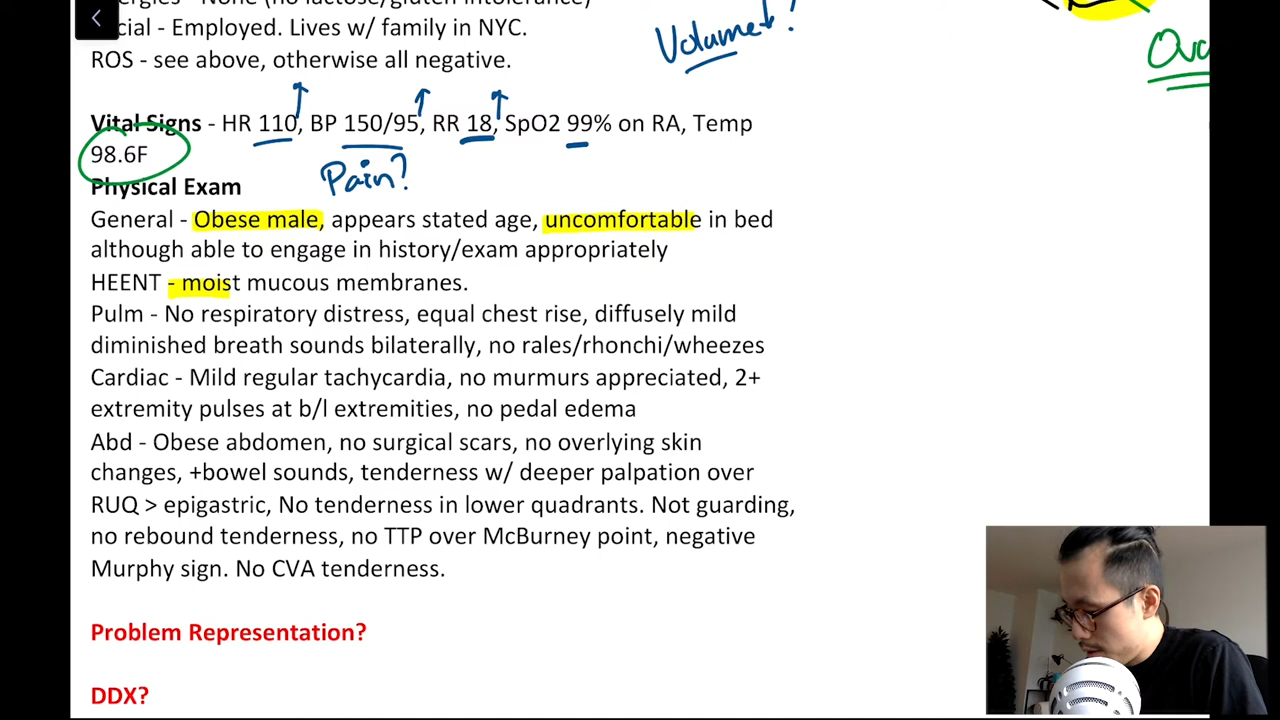 (no lactose/gluten intolerance)
Social - Employed. Lives w/ family in NYC.
Volume?
ROS - see above, otherwise all negative.
Vital Signs - HR 110, BP 150/95, RR 18, SpO2 99% on RA, Temp
98.6F
Pain?
Physical Exam
General - Obese male, appears stated age, uncomfortable in bed
although able to engage in history/exam appropriately
HEENT - moist mucous membranes.
Pulm - No respiratory distress, equal chest rise, diffusely mild
diminished breath sounds bilaterally, no rales/rhonchi/wheezes
Cardiac - Mild regular tachycardia, no murmurs appreciated, 2+
extremity pulses at b/l extremities, no pedal edema
Abd - Obese abdomen, no surgical scars, no overlying skin
changes, +bowel sounds, tenderness w/ deeper palpation over
RUQ > epigastric, No tenderness in lower quadrants. Not guarding,
no rebound tenderness, no TTP over McBurney point, negative
Murphy sign. No CVA tenderness.
Problem Representation?
DDX?